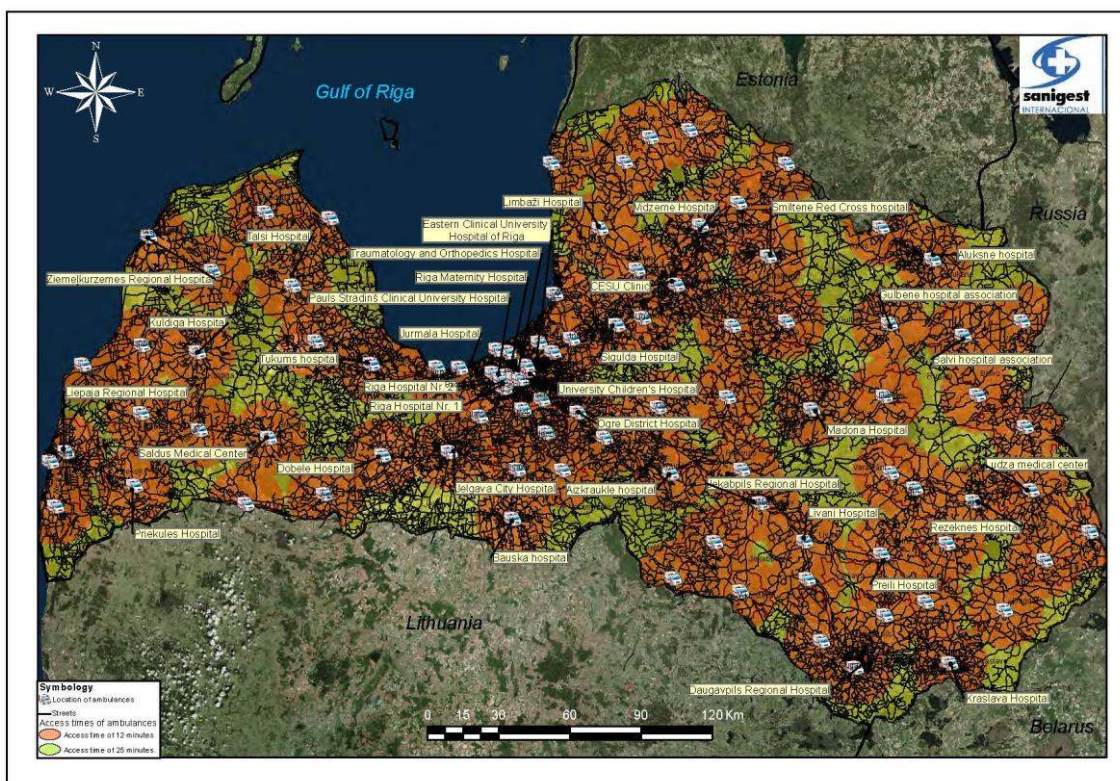 N
W
E
S
Gulf of Riga
Estonia
sanigest
INTERNACIONAL
Russia
Limbaži Hospital
Vidzeme Hospital
Smiltene Red Cross hospital
Eastern Clinical University
Hospital of Riga
Talsi Hospital
Traumatology and Orthopedics Hospital
Aluksne hospital
Ziemeļkurzemes Regional Hospital
Riga Maternity Hospital
CESU Clinic
Pauls Stradinš Clinical University Hospital
Gulbene hospital association
Kuldiga Hospital
Jurmala Hospital
Tukums hospital
Sigulda Hospital
Balvi hospital association
Liepaja Regional Hospital
Riga Hospital Nr. 2
University Children's Hospital
Riga Hospital Nr. 1
Ogre District Hospital
Madona Hospital
Saldus Medical Center
Dobele Hospital
Ludza medical center
Jelgava City Hospital
Aizkraukle hospital
Jekabpils Regional Hospital
Livani Hospital
Rezeknes Hospital
Priekules Hospital
Bauska hospital
Preili Hospital
Lithuania
Daugavpils Regional Hospital
Kraslava Hospital
Belarus
Symbology
Location of ambulances
Streets
Access times of ambulances
Access time of 12 minutes
Access time of 25 minutes
0 15 30 60 90 120 Km